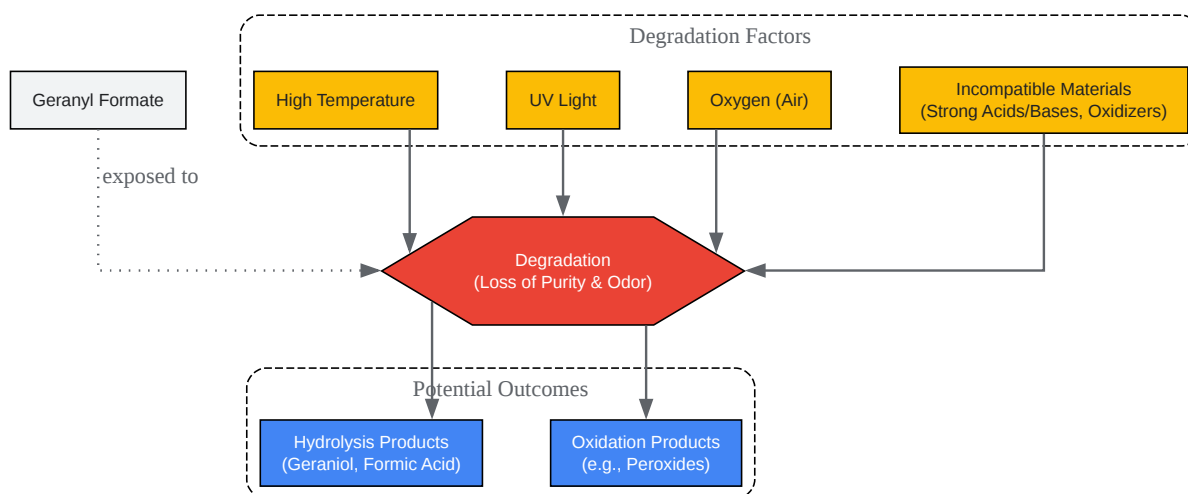 Degradation Factors
Geranyl Formate
High Temperature
UV Light
Oxygen (Air)
Incompatible Materials
(Strong Acids/Bases, Oxidizers)
exposed to
Degradation
(Loss of Purity & Odor)
Potential Outcomes
Hydrolysis Products
(Geraniol, Formic Acid)
Oxidation Products
(e.g., Peroxides)